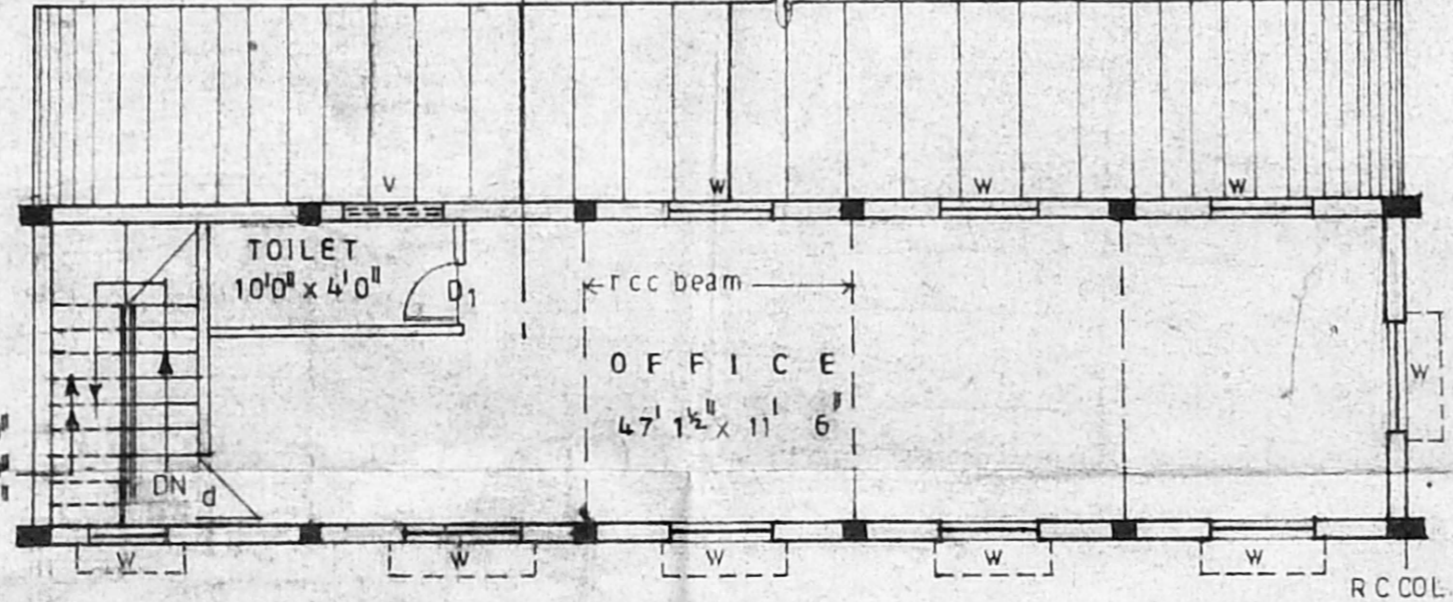 V W W W
TOILET
10'0" x 4'0"
D1
rcc beam
OFFICE
47' 1½" x 11' 6"
W
DN d
W W W W W
R C COL